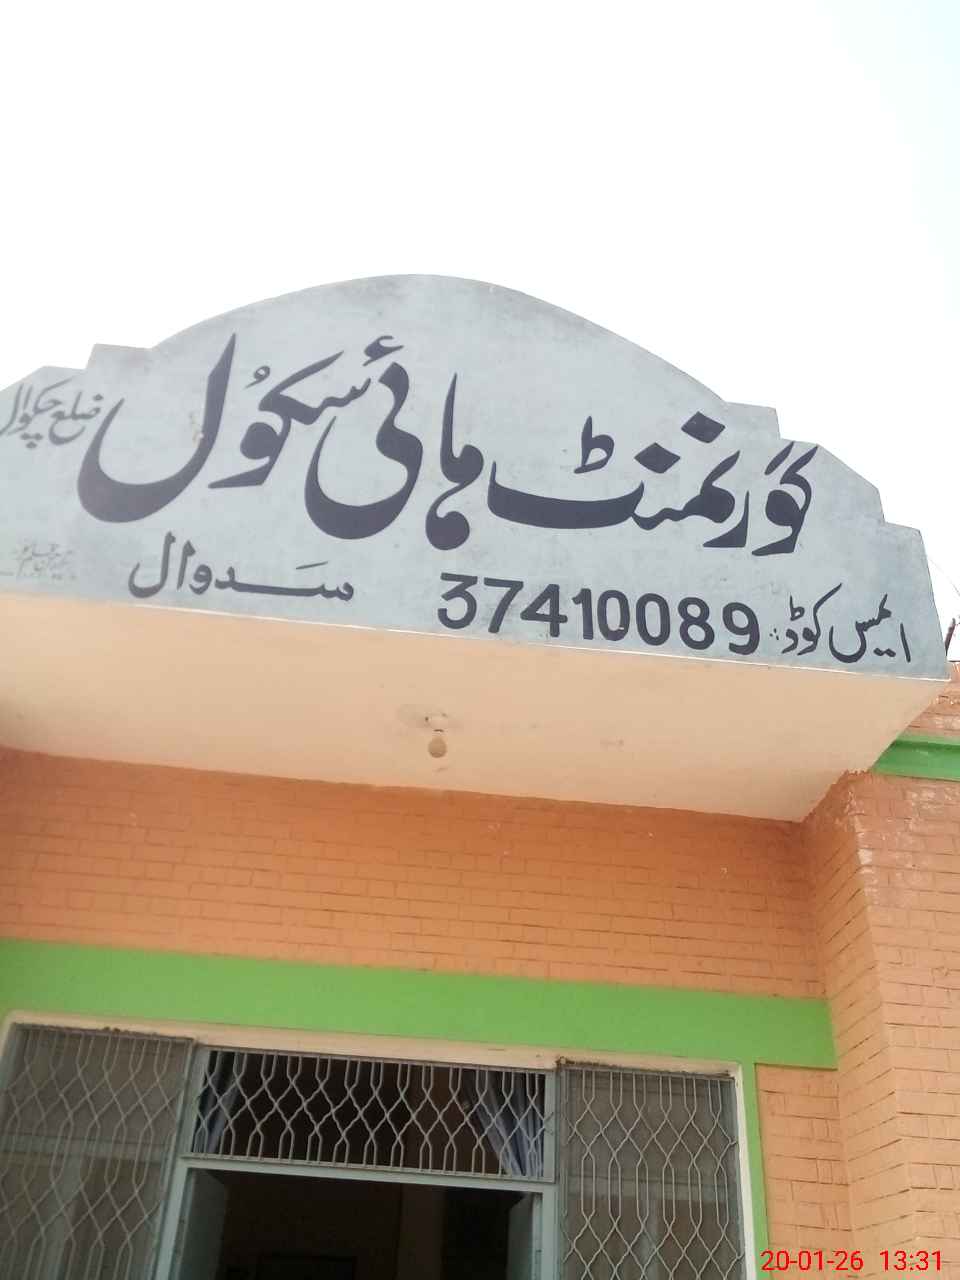 گورنمنٹ ہائی سکول ضلع چکوال
ایمس کوڈ: 37410089 سدوال
20-01-26 13:31